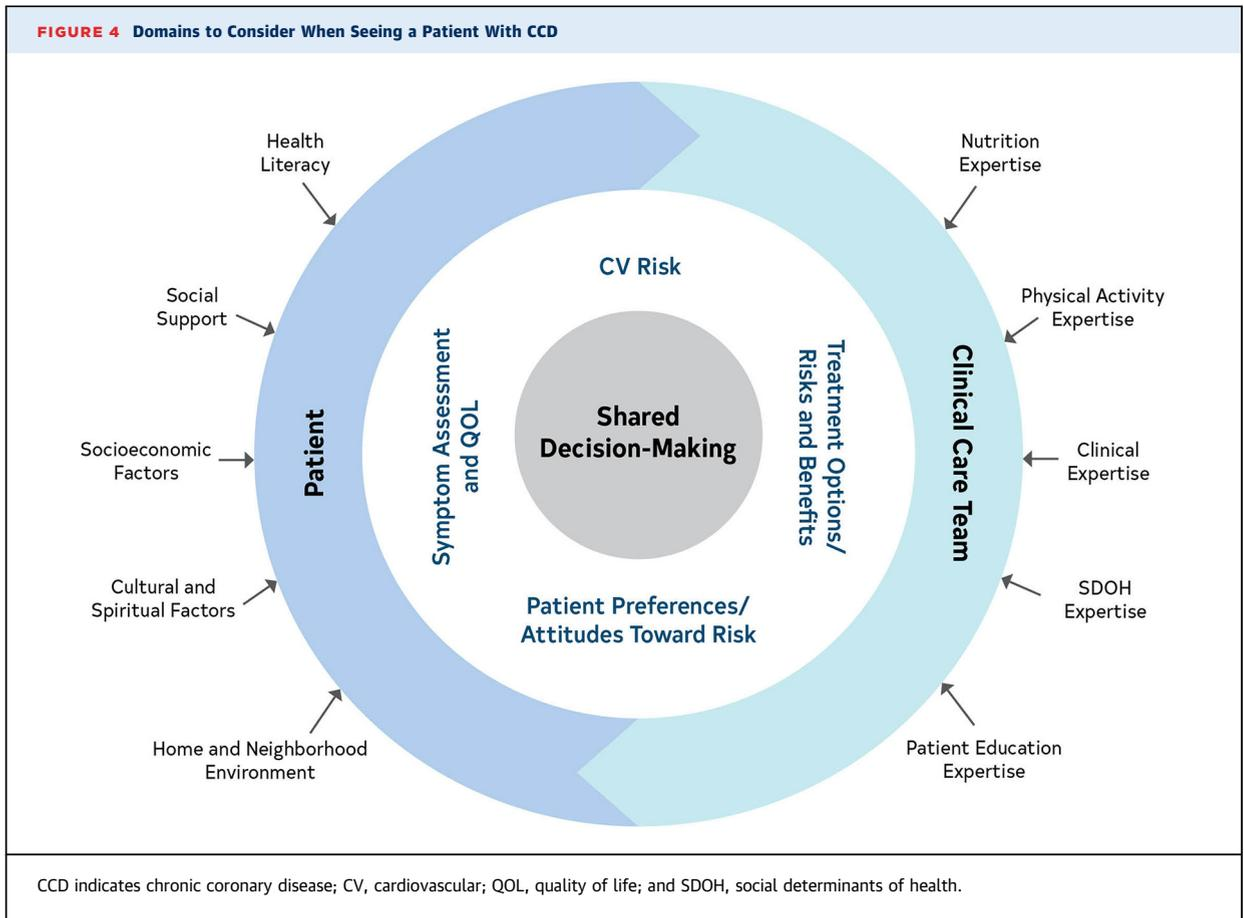 FIGURE 4 Domains to Consider When Seeing a Patient With CCD
Health
Literacy
Social
Support
Socioeconomic
Factors
Cultural and
Spiritual Factors
Home and Neighborhood
Environment
Patient
CV Risk
Symptom Assessment
and QOL
Shared
Decision-Making
Treatment Options/
Risks and Benefits
Patient Preferences/
Attitudes Toward Risk
Clinical Care Team
Nutrition
Expertise
Physical Activity
Expertise
Clinical
Expertise
SDOH
Expertise
Patient Education
Expertise
CCD indicates chronic coronary disease; CV, cardiovascular; QOL, quality of life; and SDOH, social determinants of health.